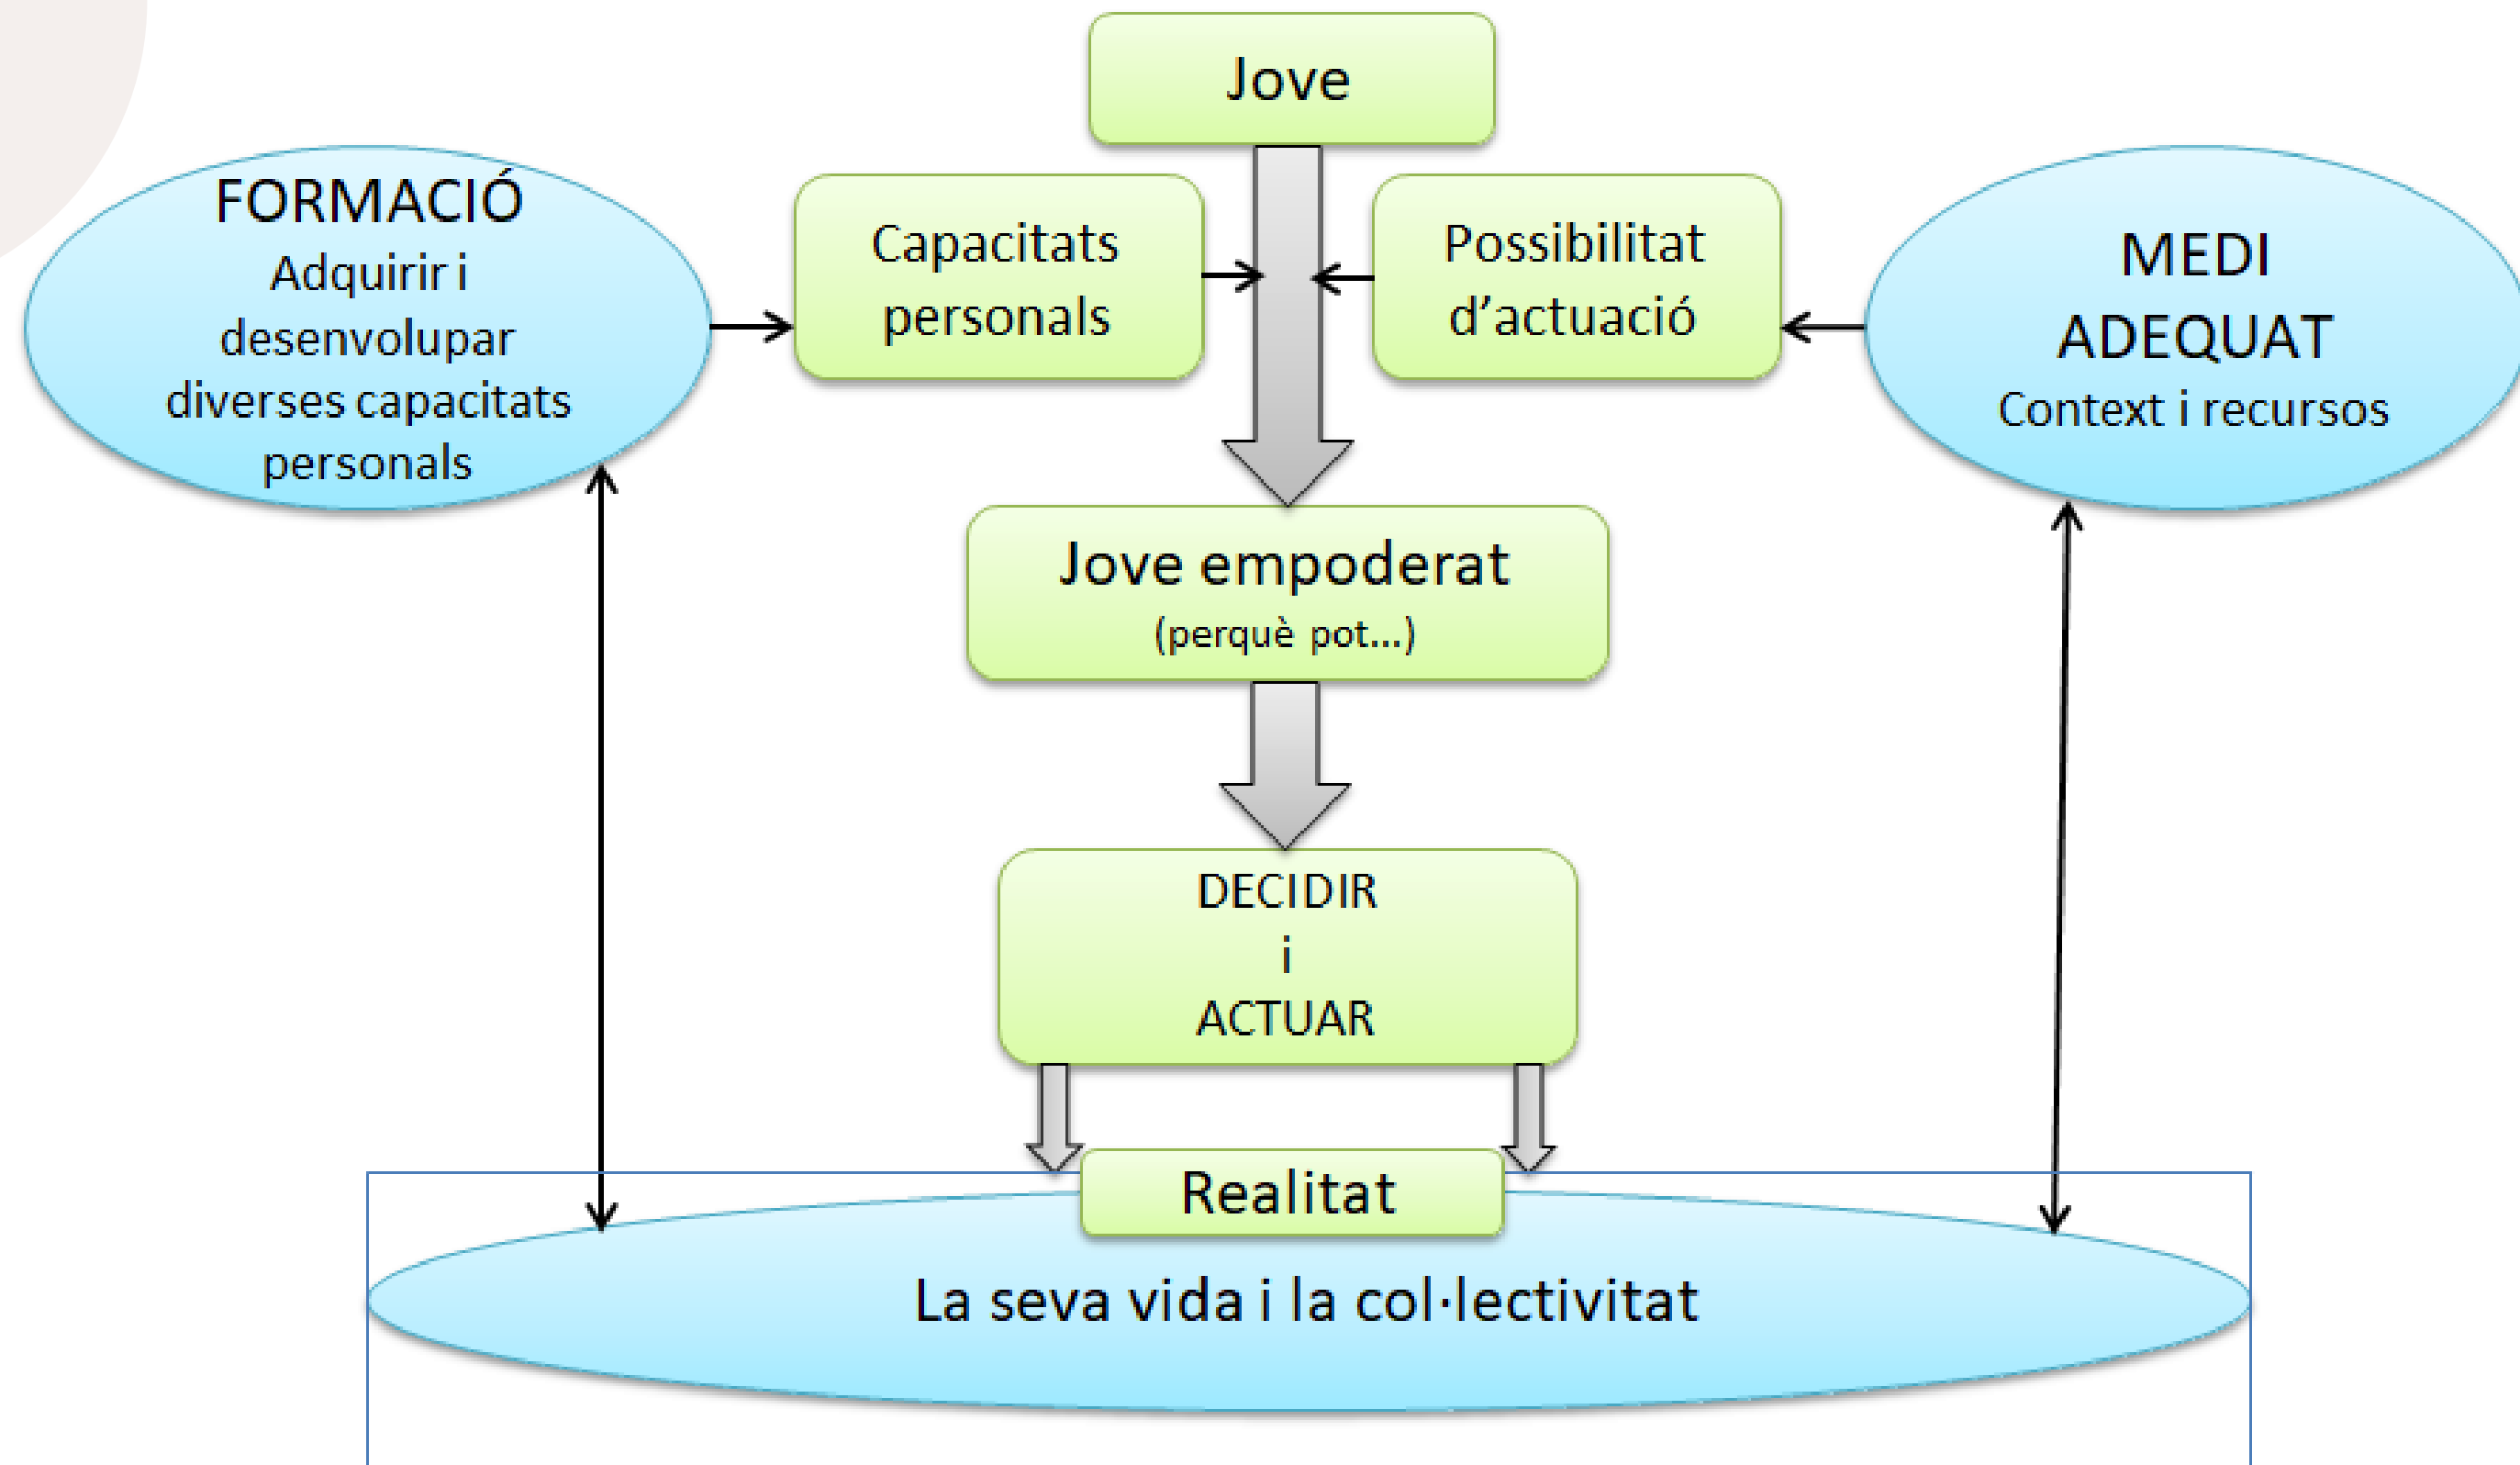 Jove
FORMACIÓ
Adquirir i
desenvolupar
diverses capacitats
personals
Capacitats
personals
Possibilitat
d’actuació
MEDI
ADEQUAT
Context i recursos
Jove empoderat
(perquè pot...)
DECIDIR
i
ACTUAR
Realitat
La seva vida i la col·lectivitat